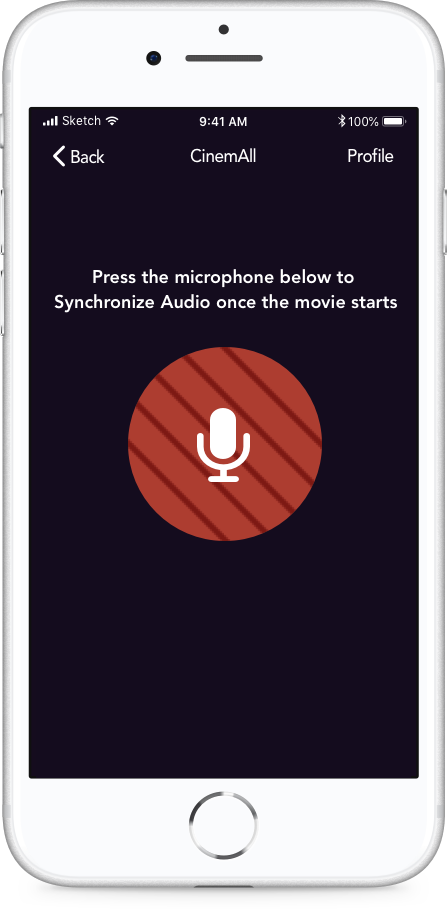 Sketch 9:41 AM 100%
Back CinemAll Profile
Press the microphone below to
Synchronize Audio once the movie starts